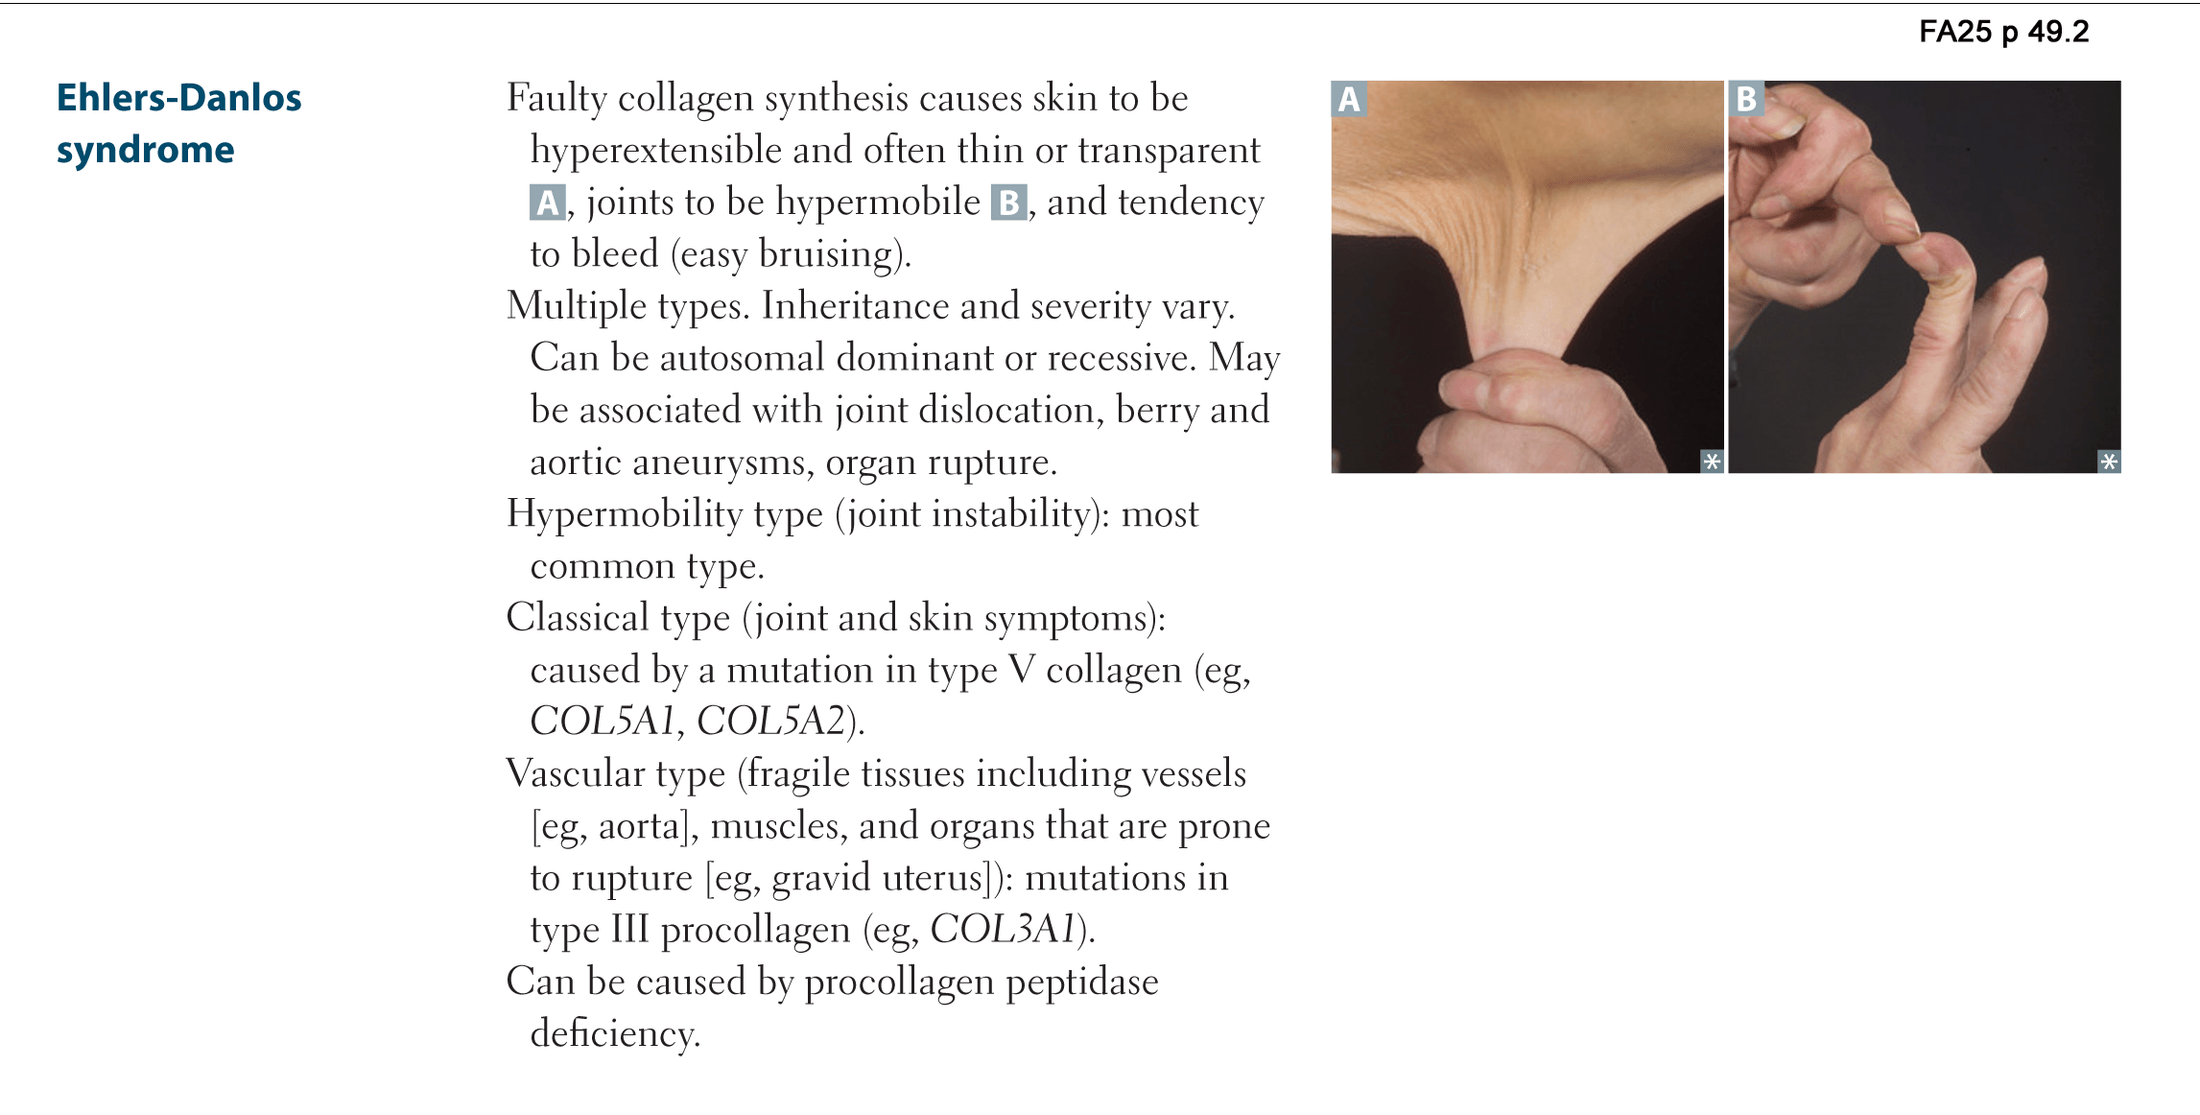 FA25 p 49.2
Ehlers-Danlos
syndrome
Faulty collagen synthesis causes skin to be
hyperextensible and often thin or transparent
A, joints to be hypermobile B, and tendency
to bleed (easy bruising).
Multiple types. Inheritance and severity vary.
Can be autosomal dominant or recessive. May
be associated with joint dislocation, berry and
aortic aneurysms, organ rupture.
Hypermobility type (joint instability): most
common type.
Classical type (joint and skin symptoms):
caused by a mutation in type V collagen (eg,
COL5A1, COL5A2).
Vascular type (fragile tissues including vessels
[eg, aorta], muscles, and organs that are prone
to rupture [eg, gravid uterus]): mutations in
type III procollagen (eg, COL3A1).
Can be caused by procollagen peptidase
deficiency.
A
B
*
*